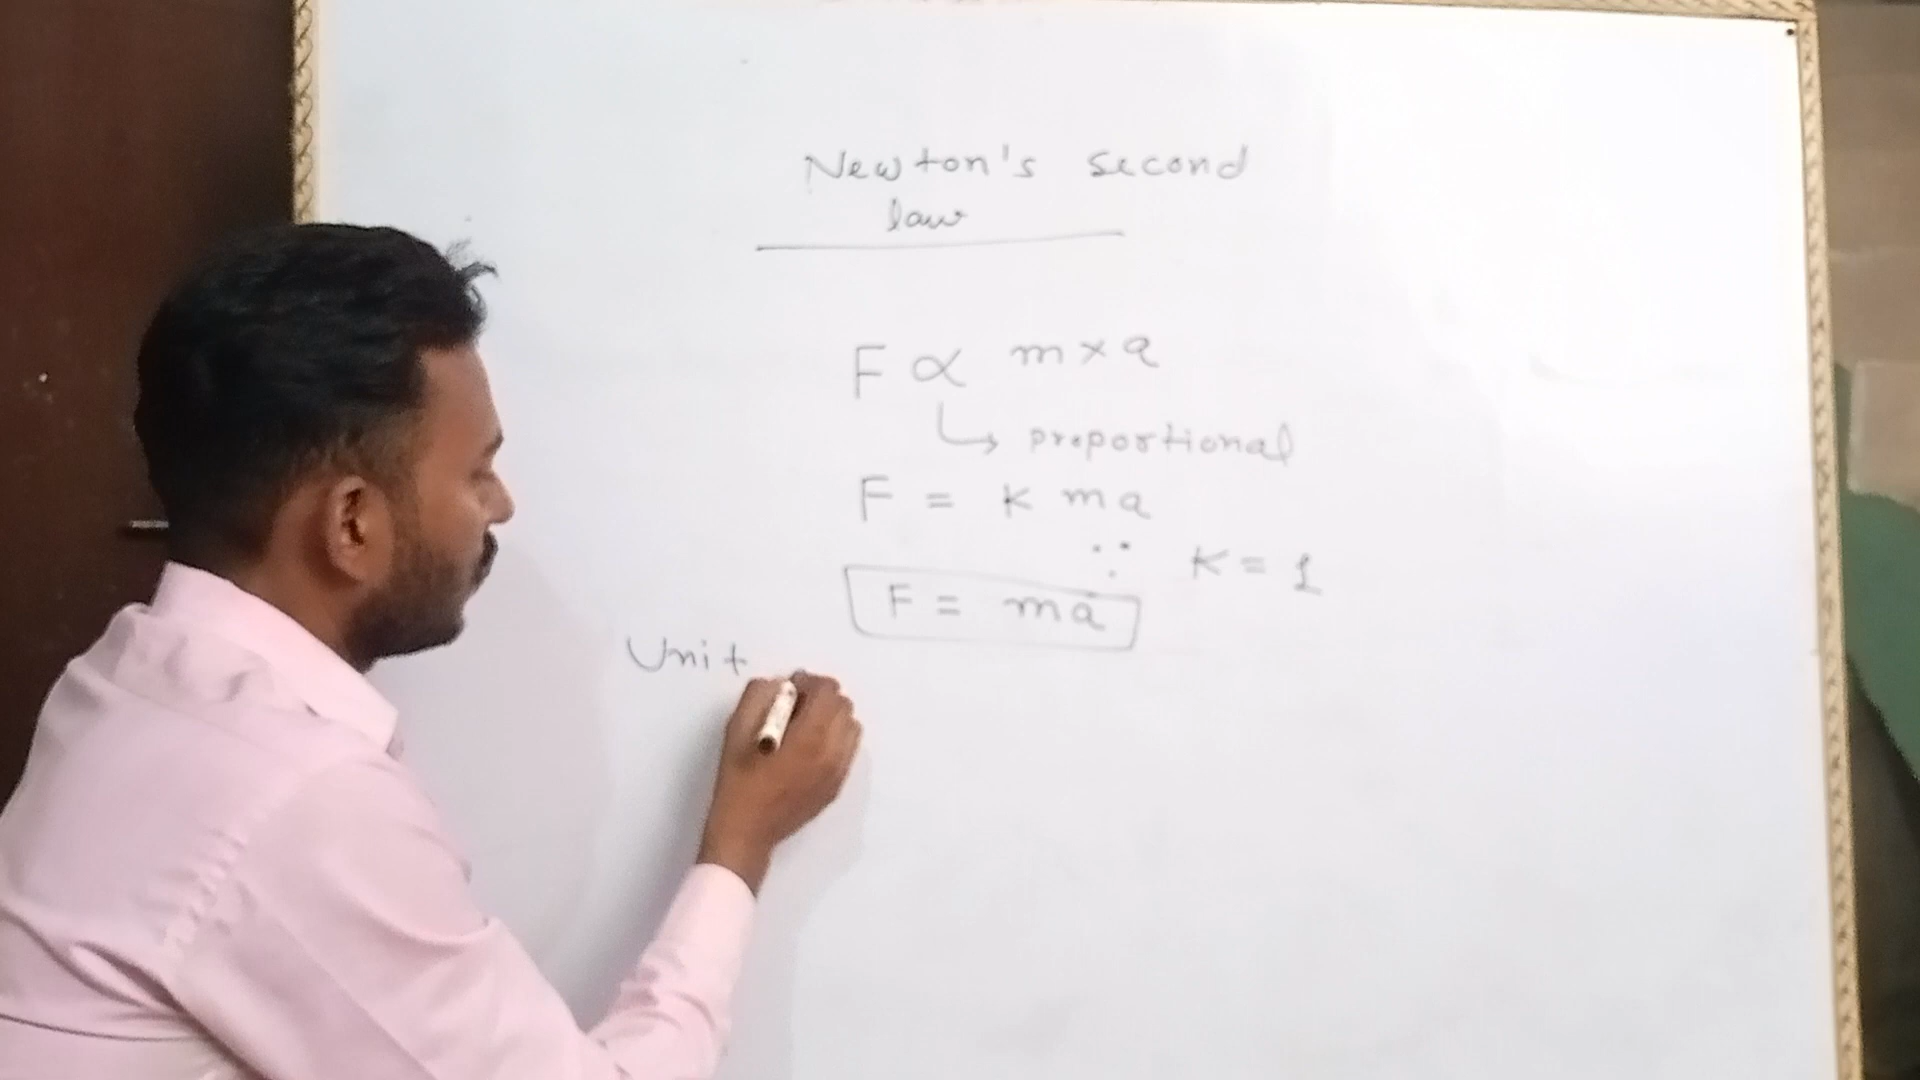 Newton's second
law
F ∝ m × a
↳ proportional
F = K ma
∵ K = 1
F = ma
Unit